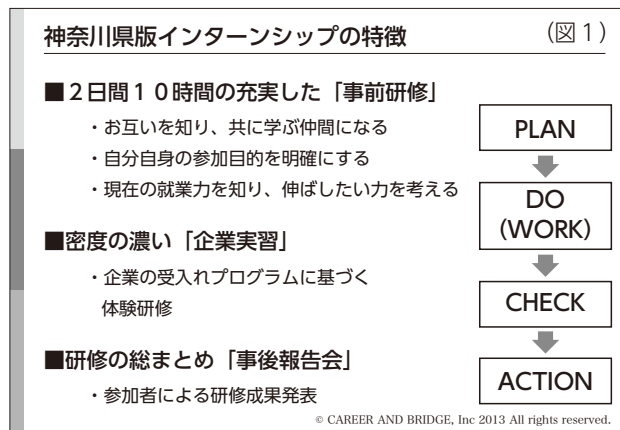 神奈川県版インターンシップの特徴
(図1)
■2日間10時間の充実した「事前研修」
・お互いを知り、共に学ぶ仲間になる
・自分自身の参加目的を明確にする
・現在の就業力を知り、伸ばしたい力を考える
■密度の濃い「企業実習」
・企業の受入れプログラムに基づく
体験研修
■研修の総まとめ「事後報告会」
・参加者による研修成果発表
PLAN
DO
(WORK)
CHECK
ACTION
© CAREER AND BRIDGE, Inc 2013 All rights reserved.